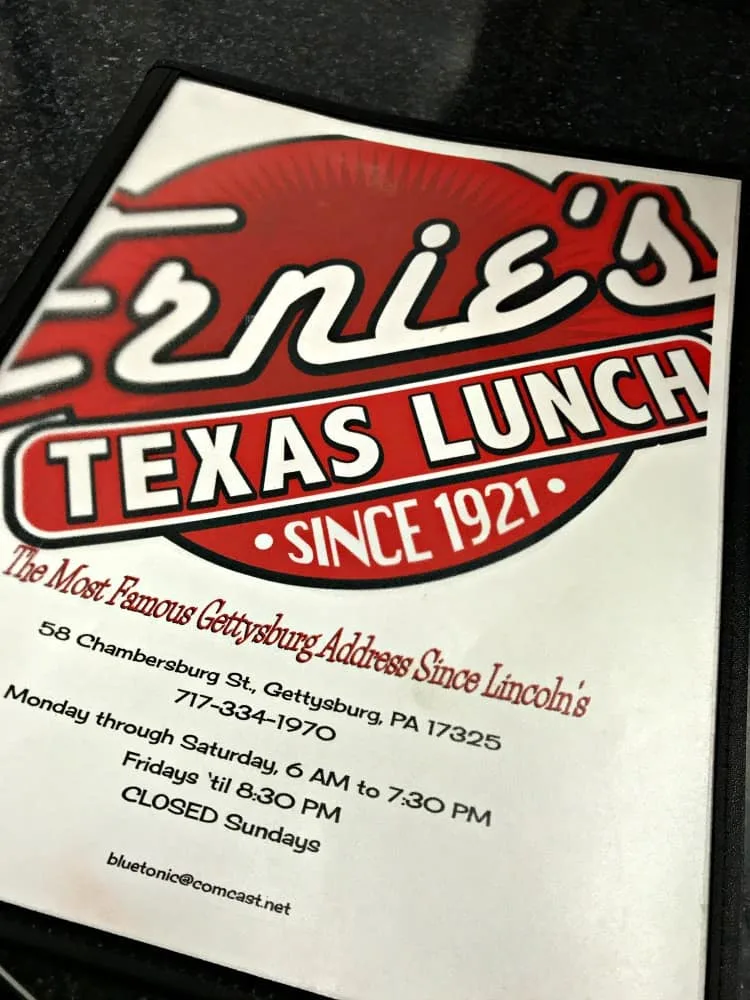 Ernie's
TEXAS LUNCH
• SINCE 1921 •
The Most Famous Gettysburg Address Since Lincoln's
58 Chambersburg St., Gettysburg, PA 17325
717-334-1970
Monday through Saturday, 6 AM to 7:30 PM
Fridays 'til 8:30 PM
CLOSED Sundays
bluetonic@comcast.net